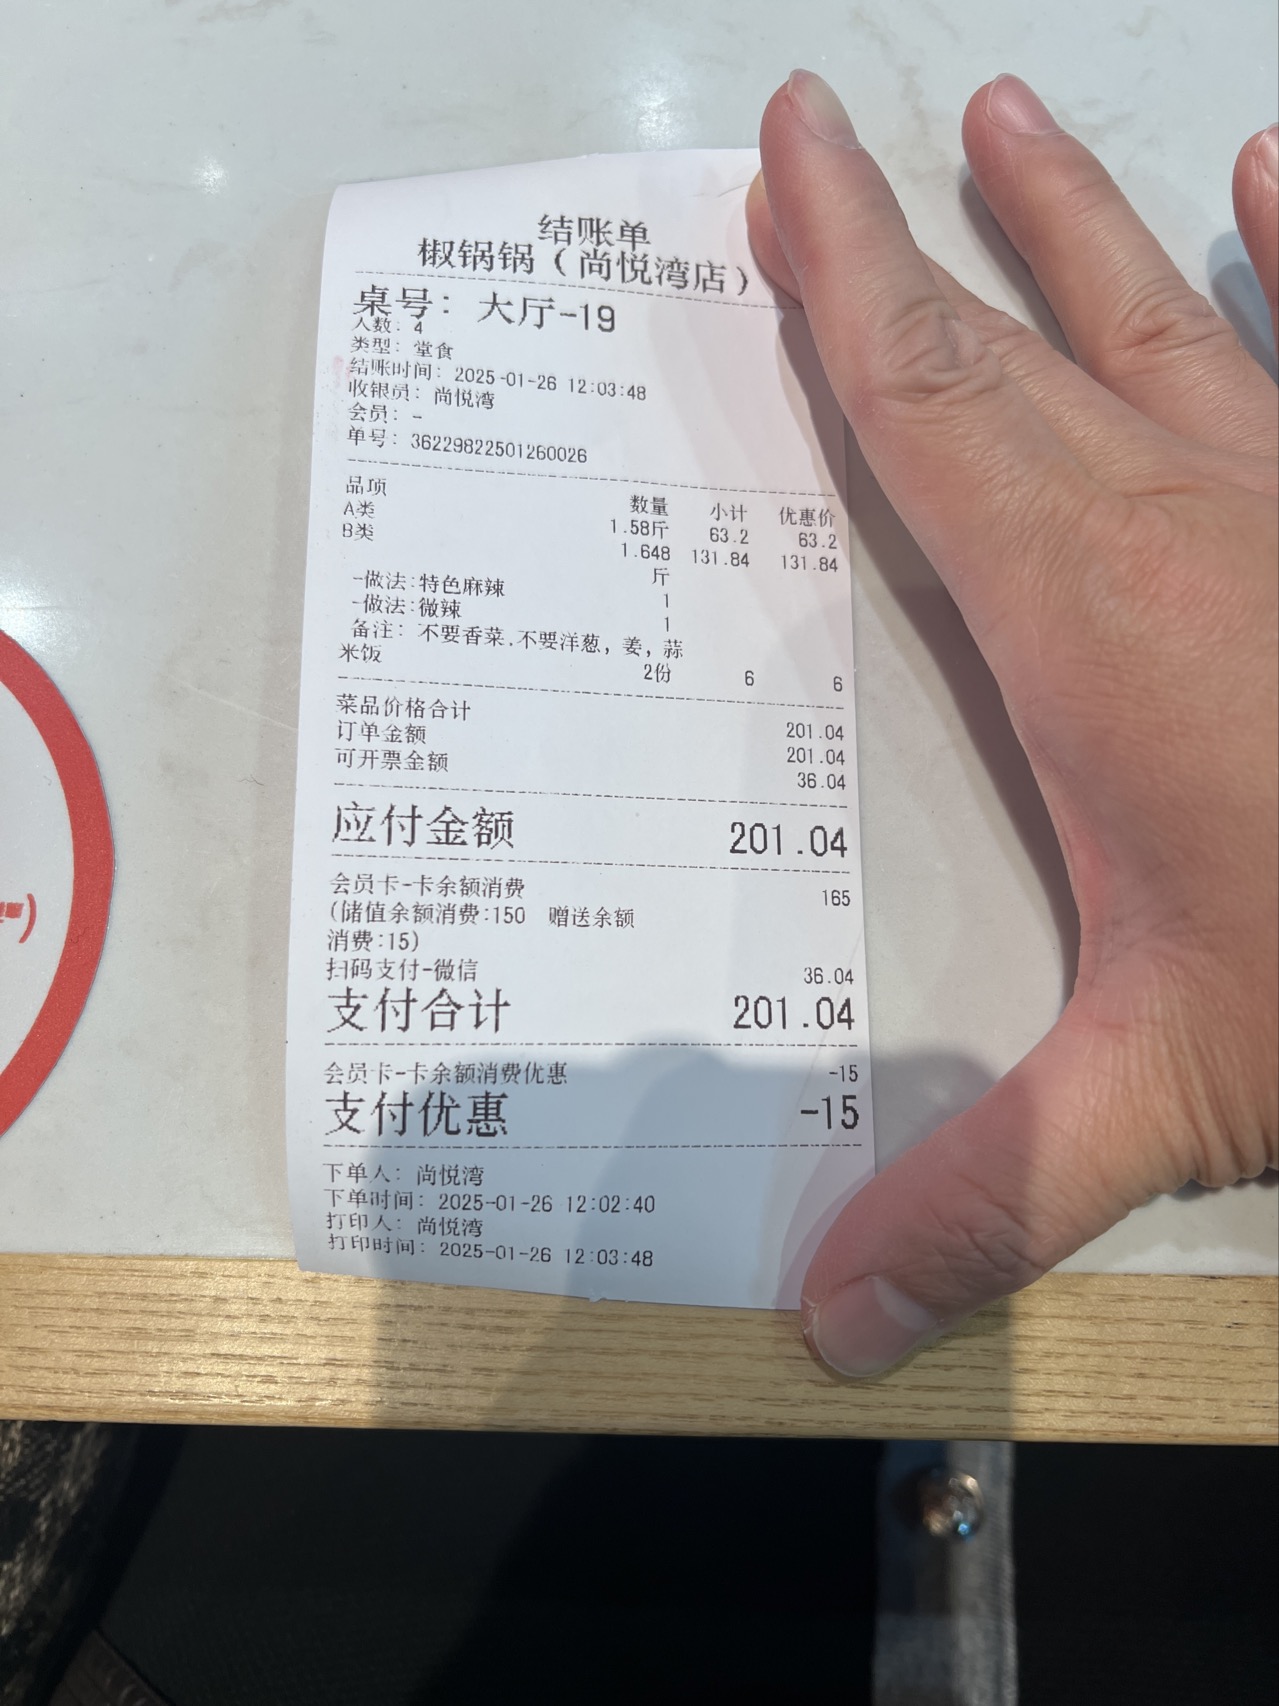 结账单
椒锅锅（尚悦湾店）
桌号：大厅-19
人数：4
类型：堂食
结账时间：2025-01-26 12:03:48
收银员：尚悦湾
会员：-
单号：36229822501260026
品项 数量 小计 优惠价
A类 1.58斤 63.2 63.2
B类 1.648 131.84 131.84
斤
-做法:特色麻辣 1
-做法:微辣 1
备注：不要香菜.不要洋葱，姜，蒜
米饭 2份 6 6
菜品价格合计 201.04
订单金额 201.04
可开票金额 36.04
应付金额 201.04
会员卡-卡余额消费 165
(储值余额消费:150 赠送余额
消费:15)
扫码支付-微信 36.04
支付合计 201.04
会员卡-卡余额消费优惠 -15
支付优惠 -15
下单人：尚悦湾
下单时间：2025-01-26 12:02:40
打印人：尚悦湾
打印时间：2025-01-26 12:03:48